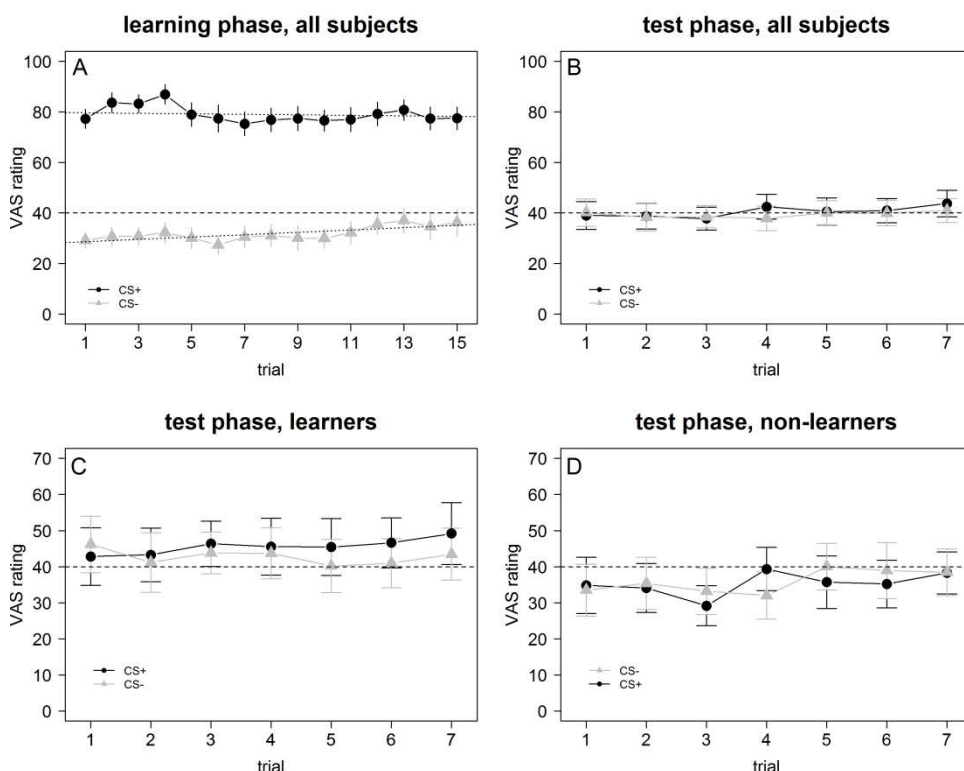 learning phase, all subjects
A
VAS rating
100
80
60
40
20
0
CS+
CS-
1 3 5 7 9 11 13 15
trial
test phase, all subjects
B
VAS rating
100
80
60
40
20
0
CS+
CS-
1 2 3 4 5 6 7
trial
test phase, learners
C
VAS rating
70
60
50
40
30
20
10
0
CS+
CS-
1 2 3 4 5 6 7
trial
test phase, non-learners
D
VAS rating
70
60
50
40
30
20
10
0
CS-
CS+
1 2 3 4 5 6 7
trial